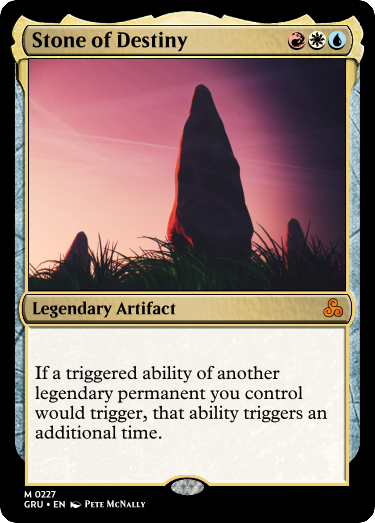 Stone of Destiny
Legendary Artifact
If a triggered ability of another
legendary permanent you control
would trigger, that ability triggers an
additional time.
M 0227
GRU • EN Pete McNally